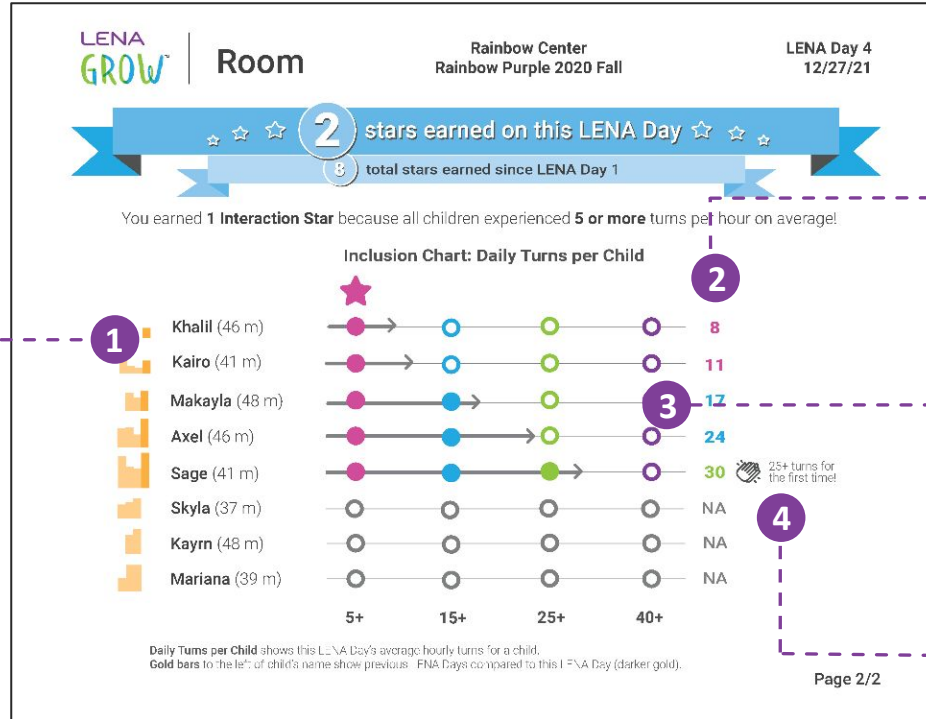 LENA
GROW™
Room
Rainbow Center
Rainbow Purple 2020 Fall
LENA Day 4
12/27/21
2 stars earned on this LENA Day
8 total stars earned since LENA Day 1
You earned 1 Interaction Star because all children experienced 5 or more turns per hour on average!
Inclusion Chart: Daily Turns per Child
2
1
Khalil (46 m) 8
Kairo (41 m) 11
Makayla (48 m) 17
3
Axel (46 m) 24
Sage (41 m) 30 25+ turns for
the first time!
Skyla (37 m) NA
4
Kayrn (48 m) NA
Mariana (39 m) NA
5+ 15+ 25+ 40+
Daily Turns per Child shows this LENA Day's average hourly turns for a child.
Gold bars to the left of child's name show previous LENA Days compared to this LENA Day (darker gold).
Page 2/2